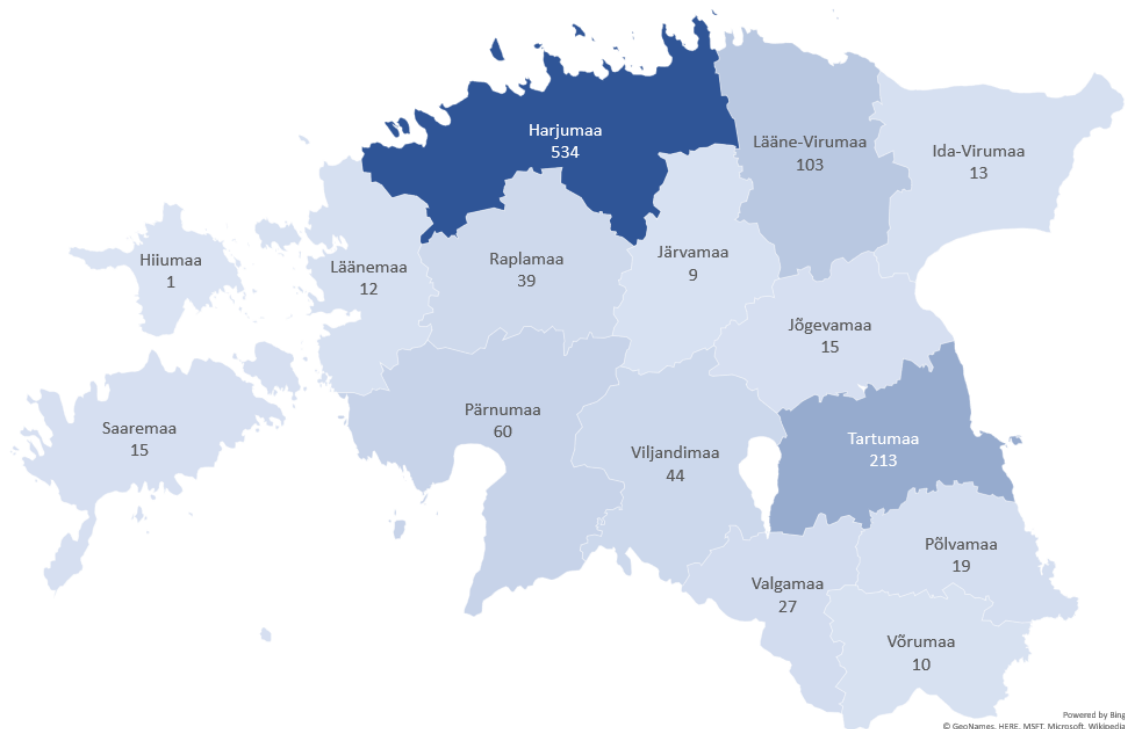 Harjumaa
534
Lääne-Virumaa
103
Ida-Virumaa
13
Hiiumaa
1
Läänemaa
12
Raplamaa
39
Järvamaa
9
Jõgevamaa
15
Saaremaa
15
Pärnumaa
60
Viljandimaa
44
Tartumaa
213
Põlvamaa
19
Valgamaa
27
Võrumaa
10
Powered by Bing
© GeoNames, HERE, MSFT, Microsoft, Wikipedia